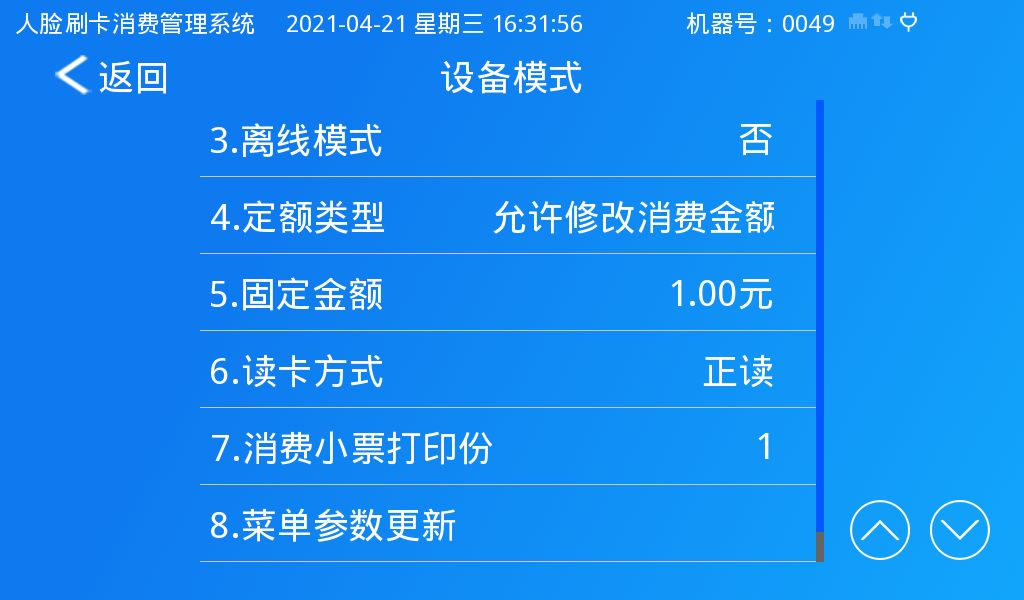 人脸刷卡消费管理系统 2021-04-21 星期三 16:31:56 机器号：0049
返回 设备模式
3.离线模式 否
4.定额类型 允许修改消费金额
5.固定金额 1.00元
6.读卡方式 正读
7.消费小票打印份 1
8.菜单参数更新